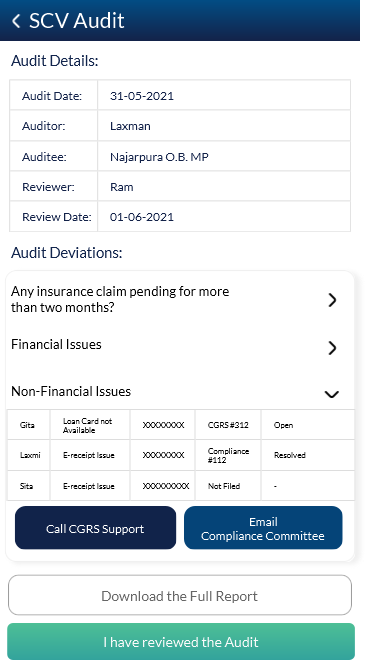 SCV Audit
Audit Details:
Audit Date: 31-05-2021
Auditor: Laxman
Auditee: Najarpura O.B. MP
Reviewer: Ram
Review Date: 01-06-2021
Audit Deviations:
Any insurance claim pending for more
than two months?
Financial Issues
Non-Financial Issues
Gita Loan Card not Available XXXXXXXX CGRS #312 Open
Laxmi E-receipt Issue XXXXXXXX Compliance #112 Resolved
Sita E-receipt Issue XXXXXXXXX Not Filed -
Call CGRS Support
Email
Compliance Committee
Download the Full Report
I have reviewed the Audit